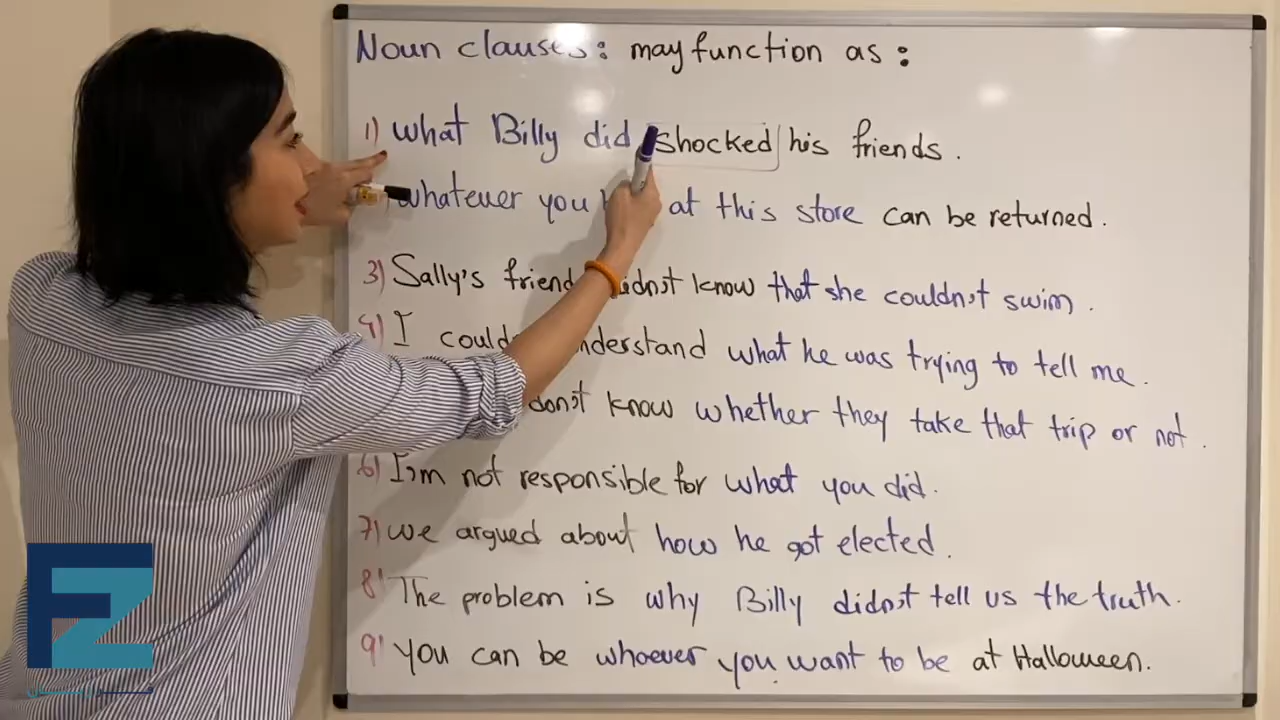 Noun clauses: may function as:
1) what Billy did shocked his friends.
whatever you at this store can be returned.
3) Sally's friend didn't know that she couldn't swim.
4) I understand what he was trying to tell me.
don't know whether they take that trip or not.
6) I'm not responsible for what you did.
7) we argued about how he got elected.
8) The problem is why Billy didn't tell us the truth.
9) You can be whoever you want to be at Halloween.
FZ